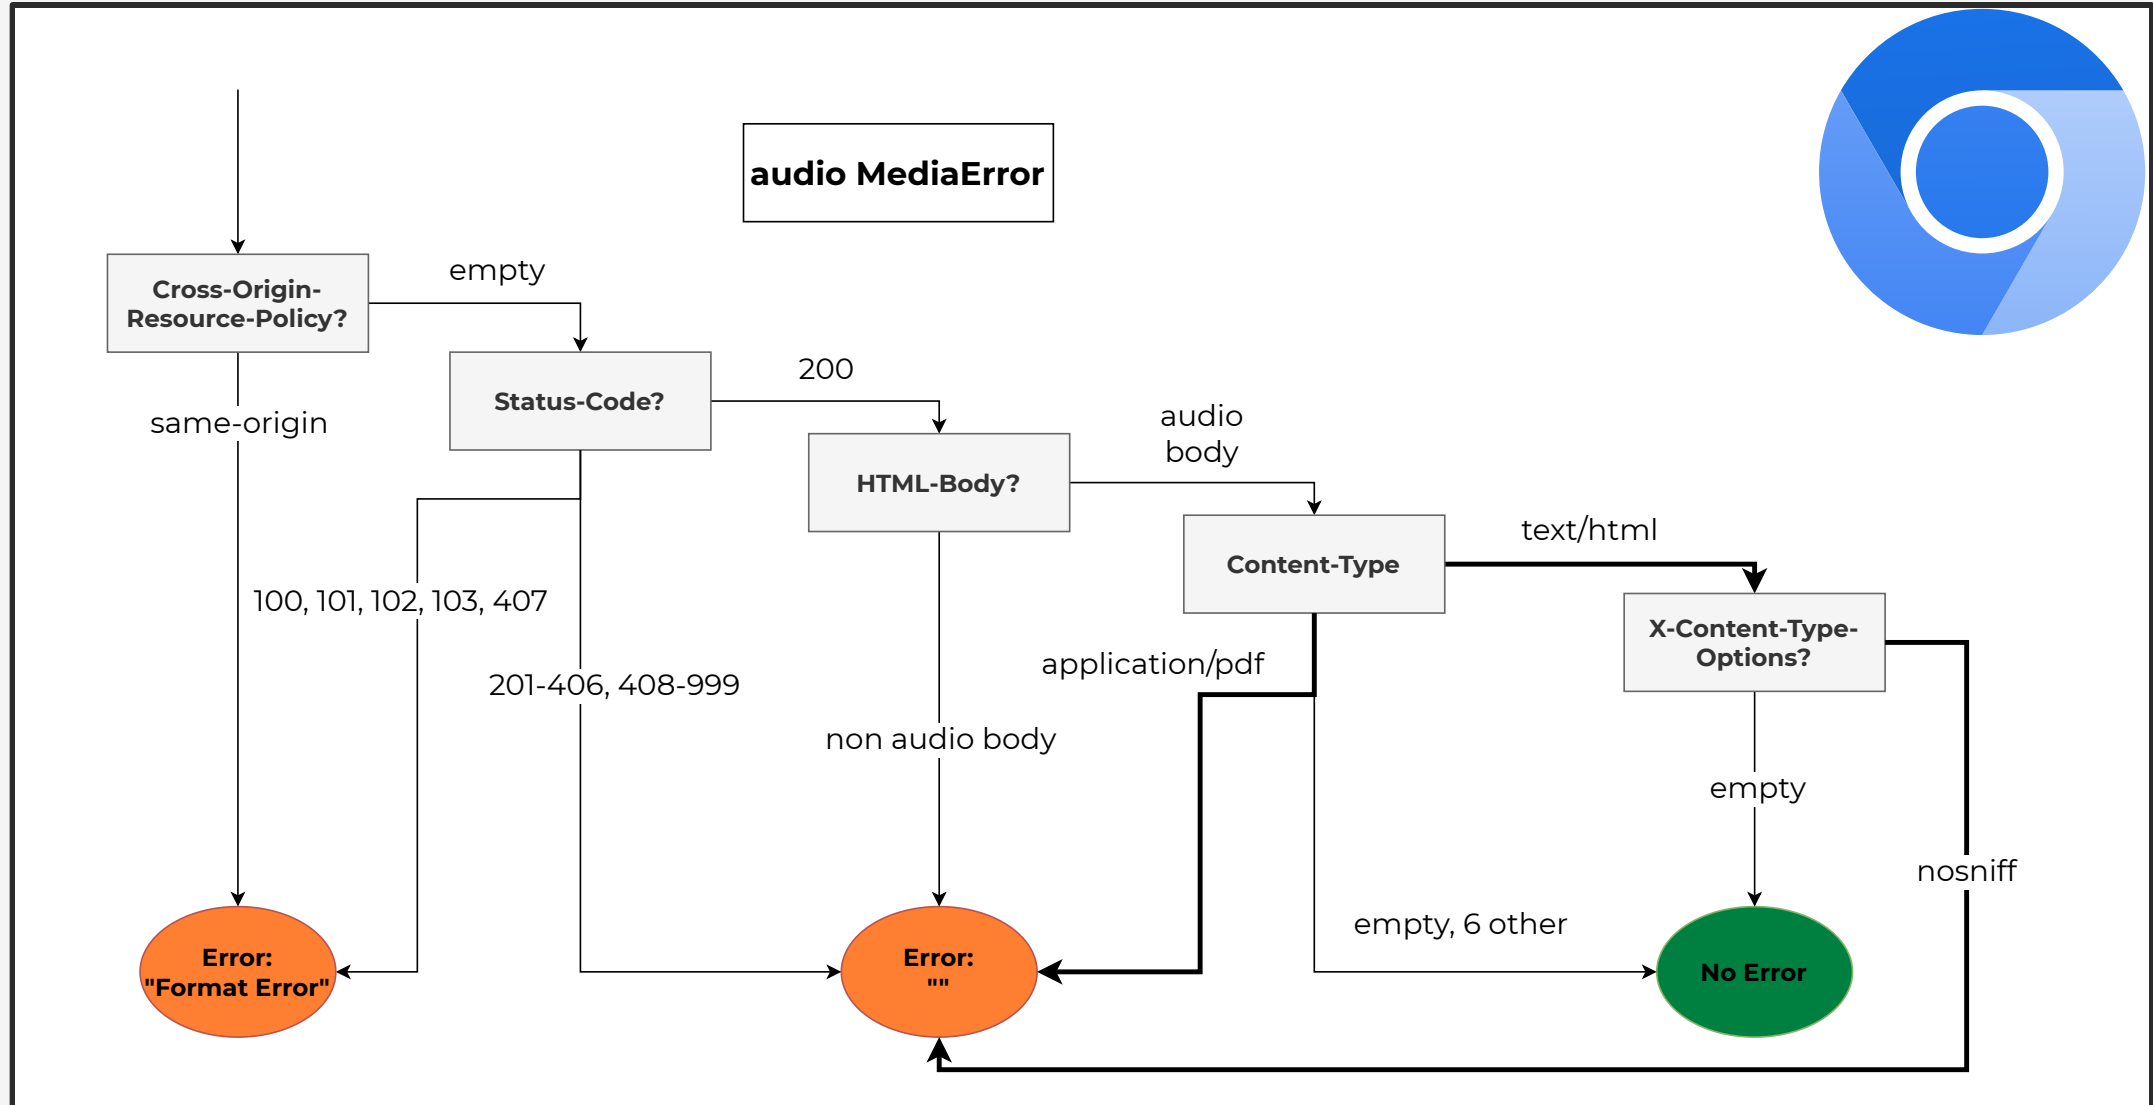 audio MediaError
Cross-Origin-
Resource-Policy?
empty
same-origin
Status-Code?
200
100, 101, 102, 103, 407
201-406, 408-999
HTML-Body?
audio
body
non audio body
Content-Type
text/html
application/pdf
empty, 6 other
X-Content-Type-
Options?
empty
nosniff
Error:
"Format Error"
Error:
""
No Error